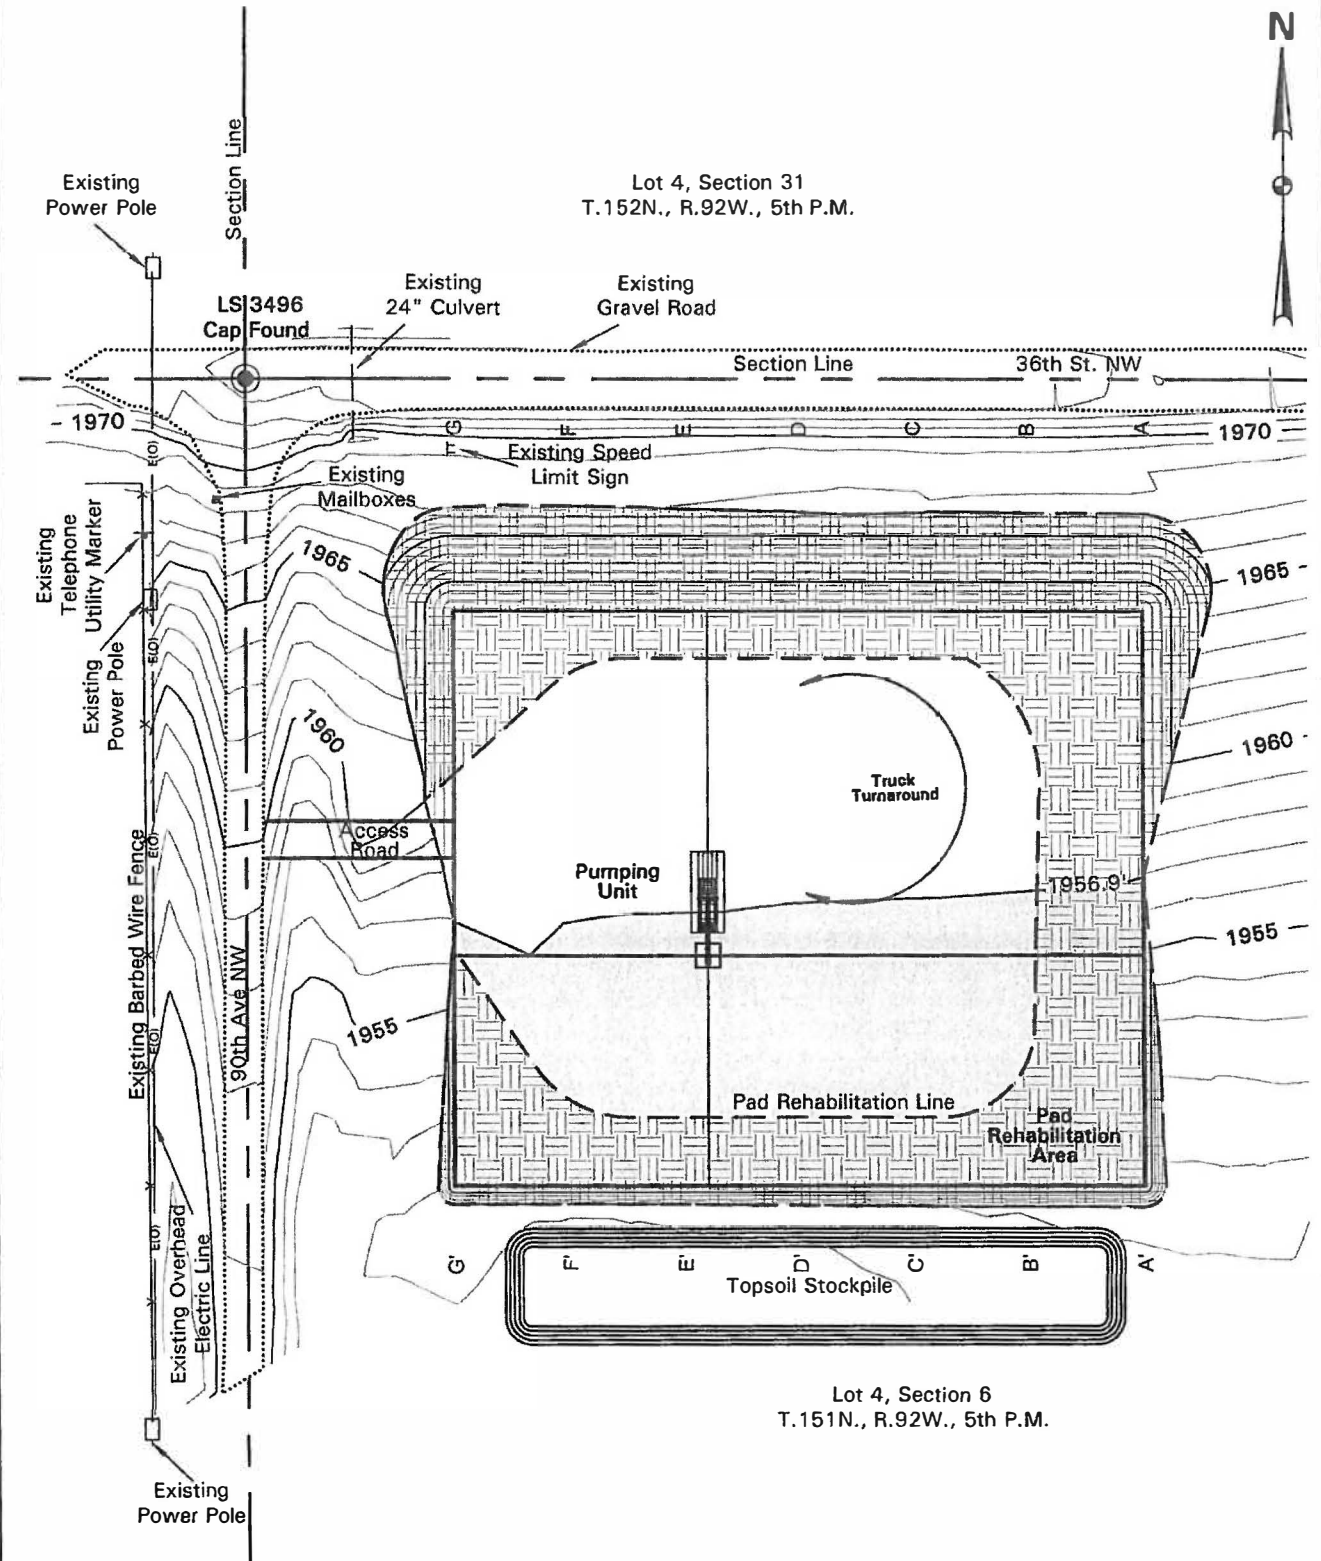 N
Section Line
Existing
Power Pole
Lot 4, Section 31
T.152N., R.92W., 5th P.M.
LS 3496
Cap Found
Existing
24" Culvert
Existing
Gravel Road
Section Line
36th St. NW
1970
G
F
E
D
C
B
A
1970
Existing Speed
Limit Sign
Existing
Mailboxes
E(O)
Existing
Telephone
Utility Marker
1965
1965
Existing
Power Pole
E(O)
1960
1960
Truck
Turnaround
Access
Road
E(O)
Pumping
Unit
1956.9'
Existing Barbed Wire Fence
1955
90th Ave NW
1955
E(O)
Pad Rehabilitation Line
Pad
Rehabilitation
Area
E(O)
Existing Overhead
Electric Line
G'
F'
E'
D'
C'
B'
A'
Topsoil Stockpile
Lot 4, Section 6
T.151N., R.92W., 5th P.M.
Existing
Power Pole